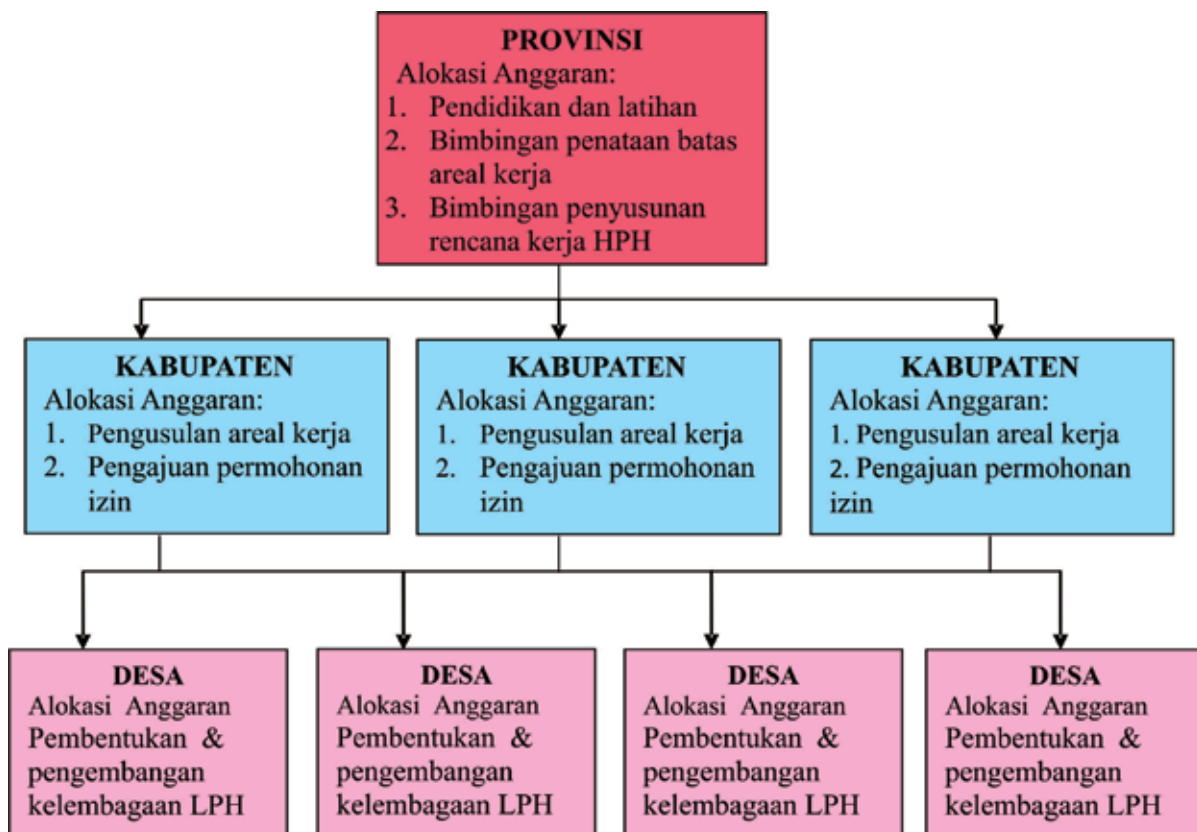 PROVINSI
Alokasi Anggaran:
1. Pendidikan dan latihan
2. Bimbingan penataan batas
areal kerja
3. Bimbingan penyusunan
rencana kerja HPH
KABUPATEN
Alokasi Anggaran:
1. Pengusulan areal kerja
2. Pengajuan permohonan
izin
KABUPATEN
Alokasi Anggaran:
1. Pengusulan areal kerja
2. Pengajuan permohonan
izin
KABUPATEN
Alokasi Anggaran:
1. Pengusulan areal kerja
2. Pengajuan permohonan
izin
DESA
Alokasi Anggaran
Pembentukan &
pengembangan
kelembagaan LPH
DESA
Alokasi Anggaran
Pembentukan &
pengembangan
kelembagaan LPH
DESA
Alokasi Anggaran
Pembentukan &
pengembangan
kelembagaan LPH
DESA
Alokasi Anggaran
Pembentukan &
pengembangan
kelembagaan LPH